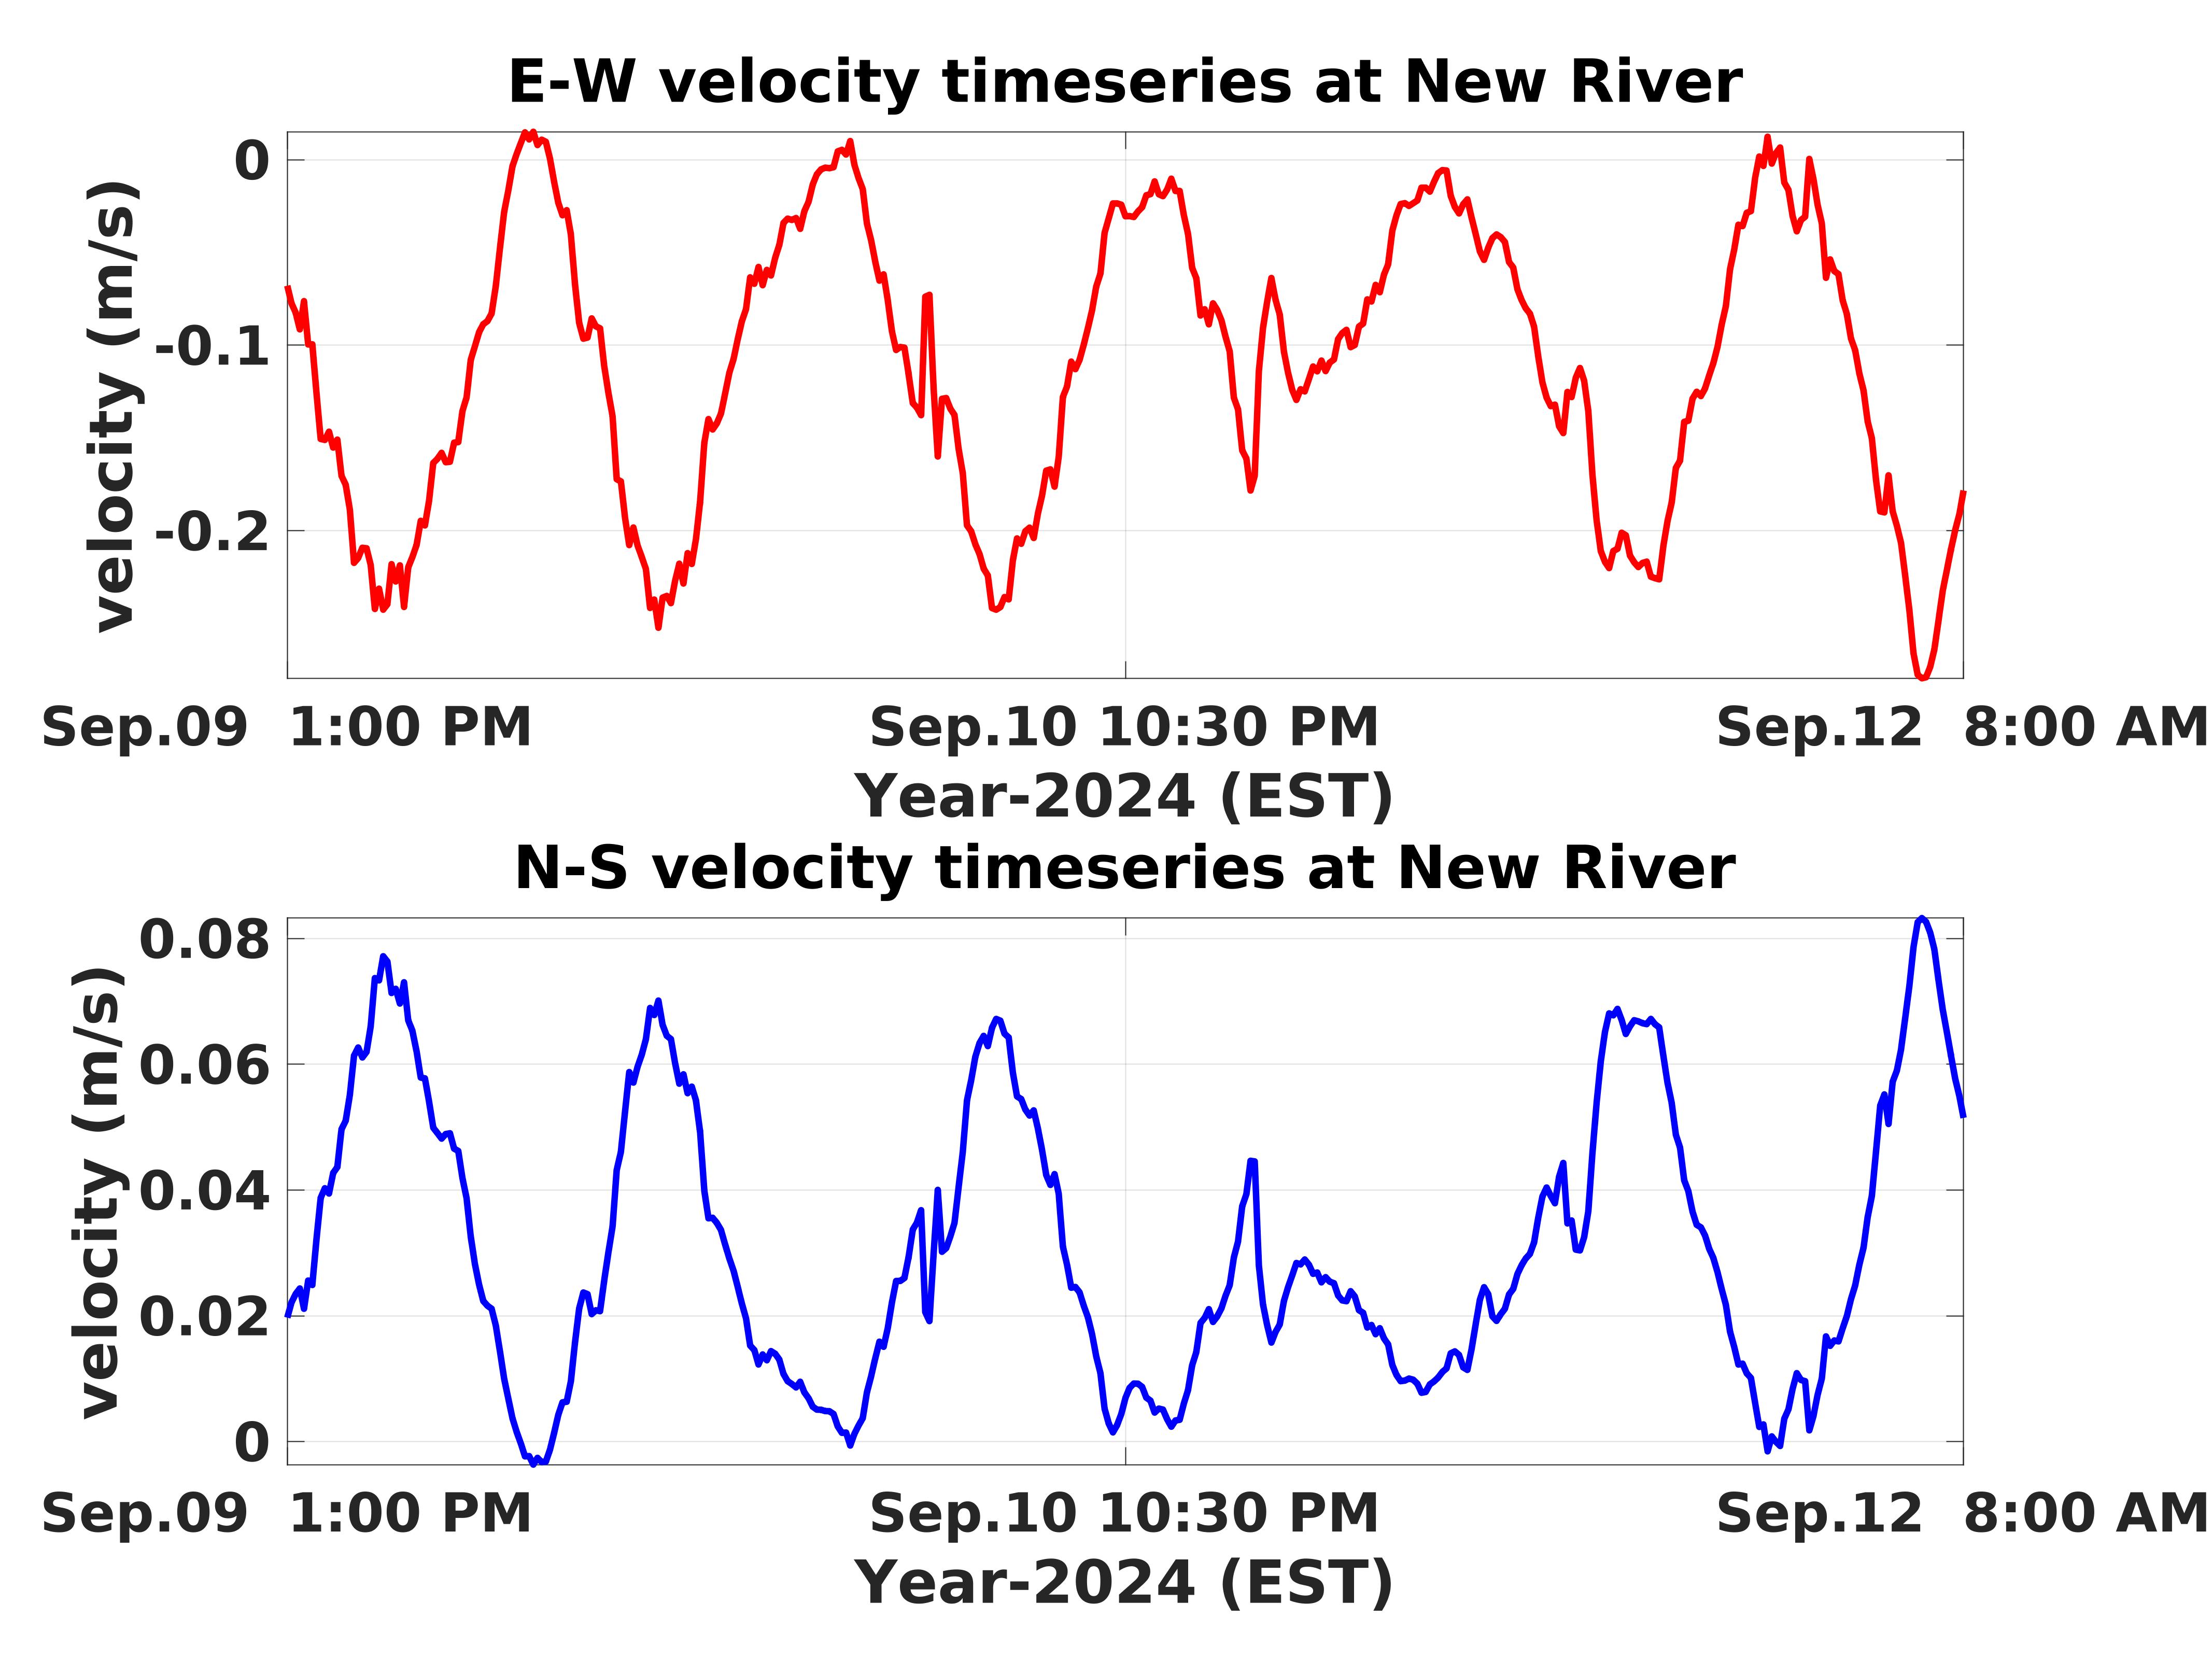 E-W velocity timeseries at New River
velocity (m/s)
0
-0.1
-0.2
Sep.09 1:00 PM Sep.10 10:30 PM Sep.12 8:00 AM
Year-2024 (EST)
N-S velocity timeseries at New River
velocity (m/s)
0.08
0.06
0.04
0.02
0
Sep.09 1:00 PM Sep.10 10:30 PM Sep.12 8:00 AM
Year-2024 (EST)